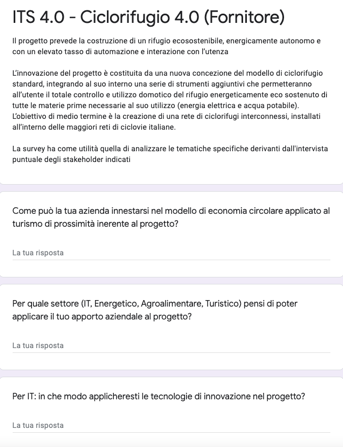 ITS 4.0 - Ciclorifugio 4.0 (Fornitore)
Il progetto prevede la costruzione di un rifugio ecosostenibile, energicamente autonomo e
con un elevato tasso di automazione e interazione con l'utenza
L'innovazione del progetto è costituita da una nuova concezione del modello di ciclorifugio
standard, integrando al suo interno una serie di strumenti aggiuntivi che permetteranno
all'utente il totale controllo e utilizzo domotico del rifugio energeticamente eco sostenuto di
tutte le materie prime necessarie al suo utilizzo (energia elettrica e acqua potabile).
L'obiettivo di medio termine è la creazione di una rete di ciclorifugi interconnessi, installati
all'interno delle maggiori reti di ciclovie italiane.
La survey ha come utilità quella di analizzare le tematiche specifiche derivanti dall'intervista
puntuale degli stakeholder indicati
Come può la tua azienda innestarsi nel modello di economia circolare applicato al
turismo di prossimità inerente al progetto?
La tua risposta
Per quale settore (IT, Energetico, Agroalimentare, Turistico) pensi di poter
applicare il tuo apporto aziendale al progetto?
La tua risposta
Per IT: in che modo applicheresti le tecnologie di innovazione nel progetto?
La tua risposta